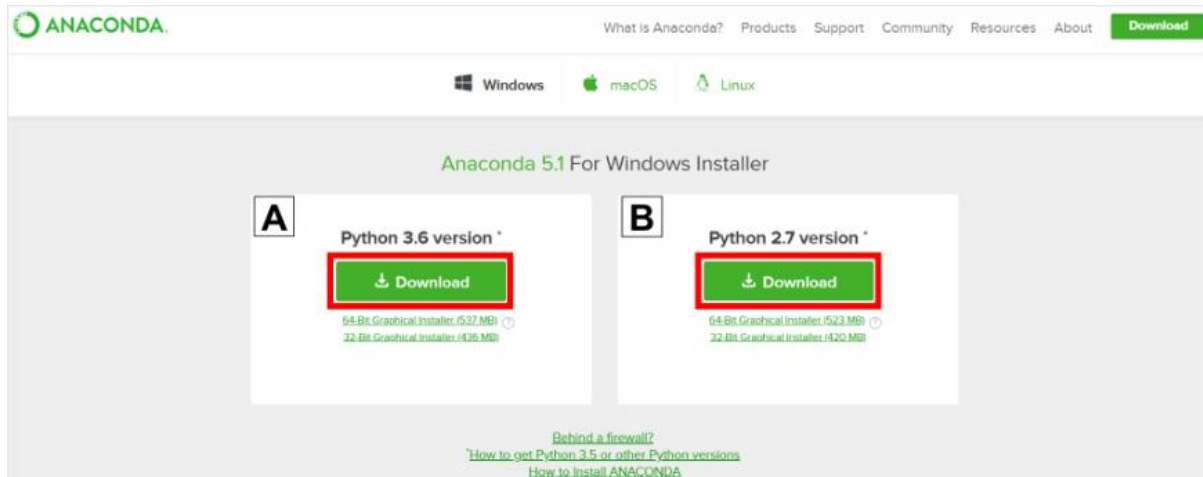 ANACONDA.
What is Anaconda? Products Support Community Resources About Download
Windows macOS Linux
Anaconda 5.1 For Windows Installer
A
Python 3.6 version *
Download
64-Bit Graphical Installer (537 MB) ?
32-Bit Graphical Installer (436 MB)
B
Python 2.7 version *
Download
64-Bit Graphical Installer (523 MB) ?
32-Bit Graphical Installer (420 MB)
Behind a firewall?
*How to get Python 3.5 or other Python versions
How to Install ANACONDA